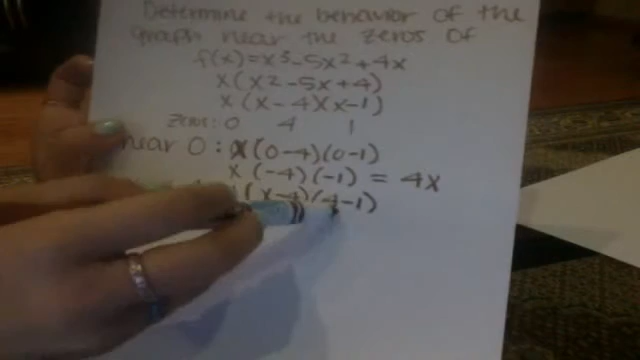 Determine the behavior of the
graph near the zeros of
f(x)=x³-5x²+4x
x(x²-5x+4)
x(x-4)(x-1)
zeros: 0 4 1
near 0: x(0-4)(0-1)
x(-4)(-1) = 4x
(x-4)(4-1)